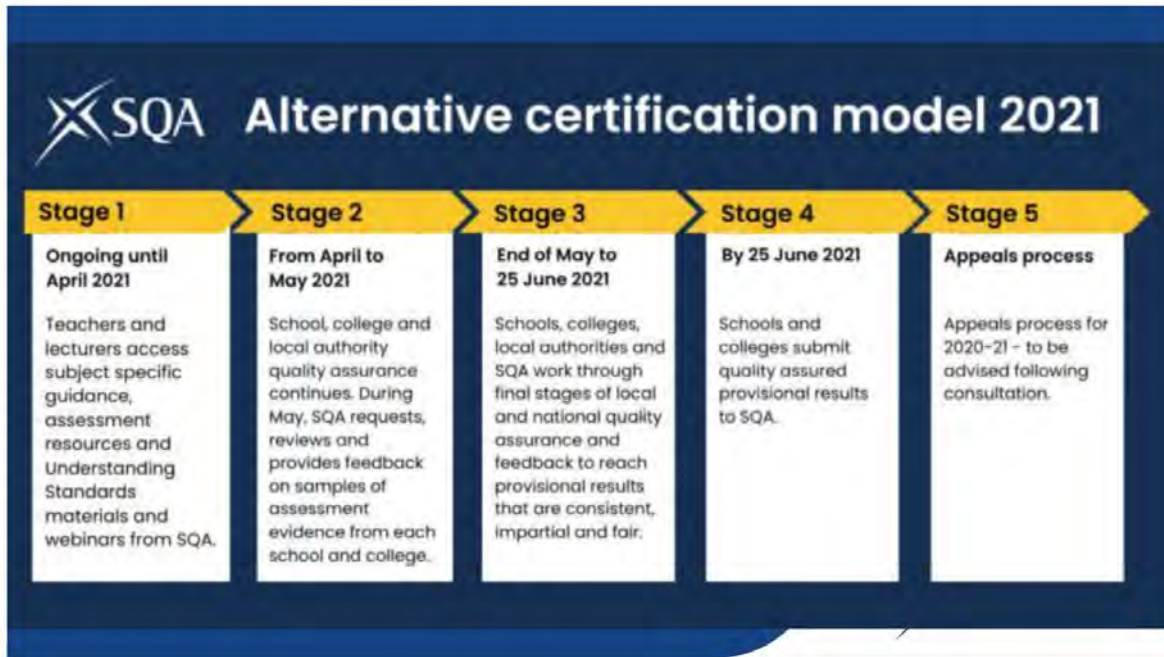 SQA Alternative certification model 2021
Stage 1
Ongoing until
April 2021
Teachers and
lecturers access
subject specific
guidance,
assessment
resources and
Understanding
Standards
materials and
webinars from SQA.
Stage 2
From April to
May 2021
School, college and
local authority
quality assurance
continues. During
May, SQA requests,
reviews and
provides feedback
on samples of
assessment
evidence from each
school and college.
Stage 3
End of May to
25 June 2021
Schools, colleges,
local authorities and
SQA work through
final stages of local
and national quality
assurance and
feedback to reach
provisional results
that are consistent,
impartial and fair.
Stage 4
By 25 June 2021
Schools and
colleges submit
quality assured
provisional results
to SQA.
Stage 5
Appeals process
Appeals process for
2020-21 - to be
advised following
consultation.